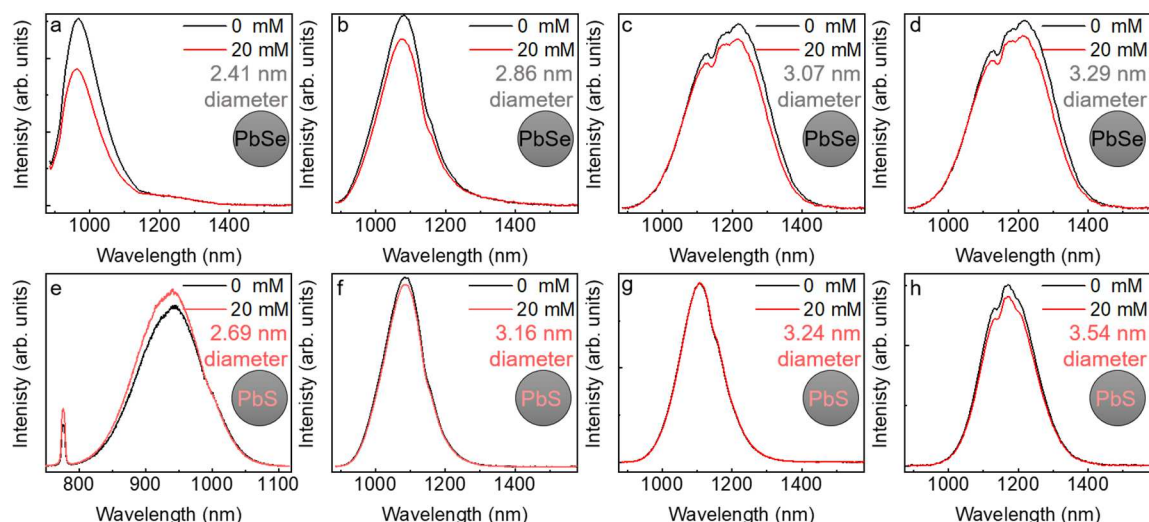 a
0 mM
20 mM
2.41 nm
diameter
PbSe
Intenisty (arb. units)
1000 1200 1400
Wavelength (nm)
b
0 mM
20 mM
2.86 nm
diameter
PbSe
Intenisty (arb. units)
1000 1200 1400
Wavelength (nm)
c
0 mM
20 mM
3.07 nm
diameter
PbSe
Intenisty (arb. units)
1000 1200 1400
Wavelength (nm)
d
0 mM
20 mM
3.29 nm
diameter
PbSe
Intenisty (arb. units)
1000 1200 1400
Wavelength (nm)
e
0 mM
20 mM
2.69 nm
diameter
PbS
Intenisty (arb. units)
800 900 1000 1100
Wavelength (nm)
f
0 mM
20 mM
3.16 nm
diameter
PbS
Intenisty (arb. units)
1000 1200 1400
Wavelength (nm)
g
0 mM
20 mM
3.24 nm
diameter
PbS
Intenisty (arb. units)
1000 1200 1400
Wavelength (nm)
h
0 mM
20 mM
3.54 nm
diameter
PbS
Intenisty (arb. units)
1000 1200 1400
Wavelength (nm)